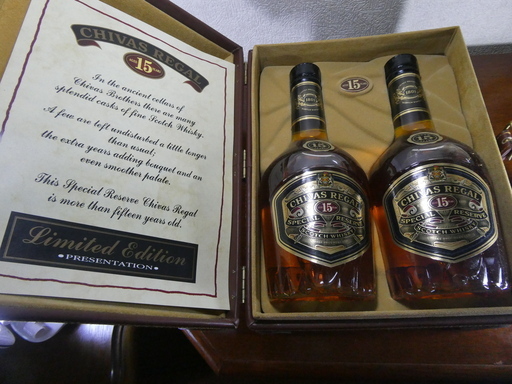 CHIVAS REGAL
15
In the ancient cellars of
Chivas Brothers there are many
splendid casks of fine Scotch Whisky.
A few are left undisturbed a little longer
than usual;
the extra years adding bouquet and an
even smoother palate.
This Special Reserve Chivas Regal
is more than fifteen years old.
Limited Edition
• PRESENTATION •
15
15
CHIVAS REGAL
15
SPECIAL RESERVE
SCOTCH WHISKY
15
CHIVAS REGAL
15
SPECIAL RESERVE
SCOTCH WHISKY